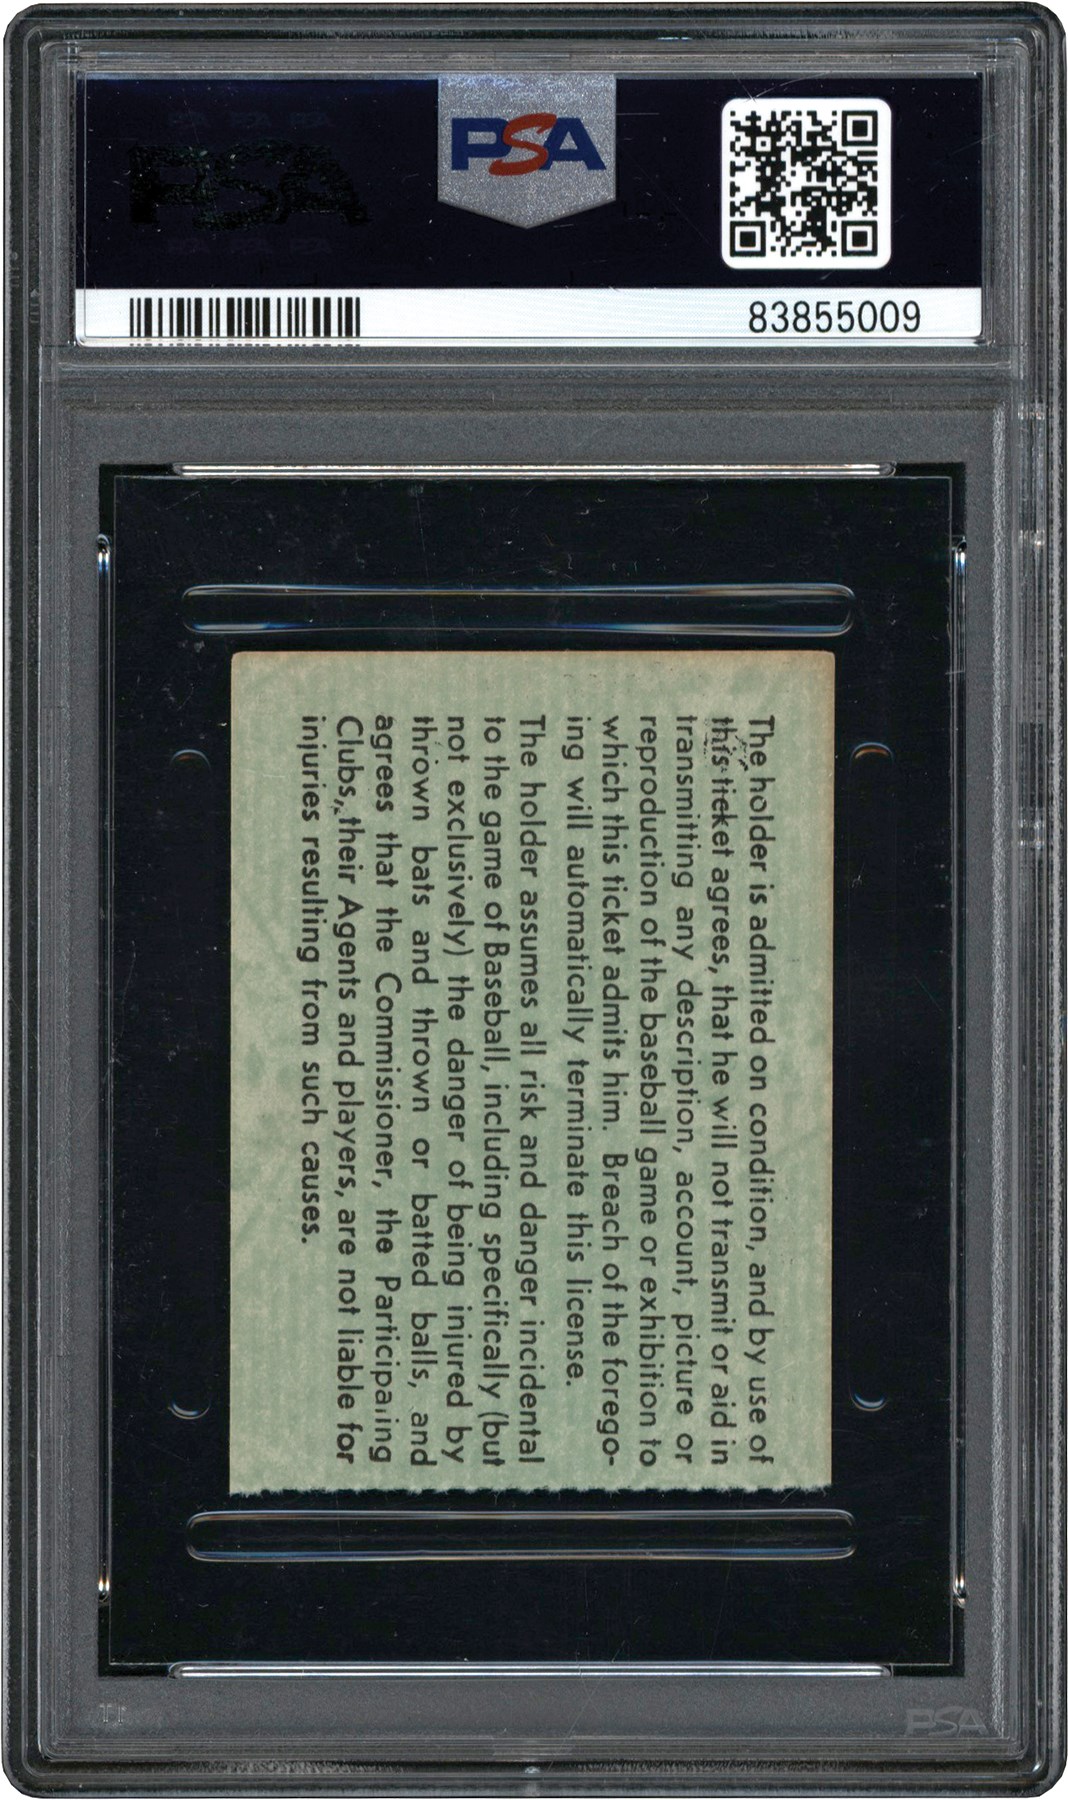 PSA
PSA
83855009
The holder is admitted on condition, and by use of
this ticket agrees, that he will not transmit or aid in
transmitting any description, account, picture or
reproduction of the baseball game or exhibition to
which this ticket admits him. Breach of the forego-
ing will automatically terminate this license.
The holder assumes all risk and danger incidental
to the game of Baseball, including specifically (but
not exclusively) the danger of being injured by
thrown bats and thrown or batted balls, and
agrees that the Commissioner, the Participaing
Clubs, their Agents and players, are not liable for
injuries resulting from such causes.
PSA